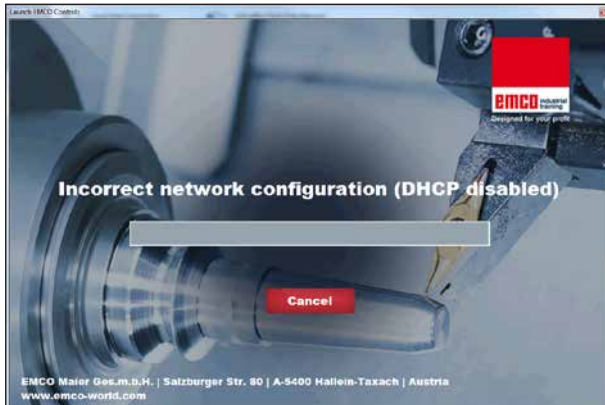 Launch EMCO Controls
emco industrial
training
Designed for your profit
Incorrect network configuration (DHCP disabled)
Cancel
EMCO Maier Ges.m.b.H. | Salzburger Str. 80 | A-5400 Hallein-Taxach | Austria
www.emco-world.com